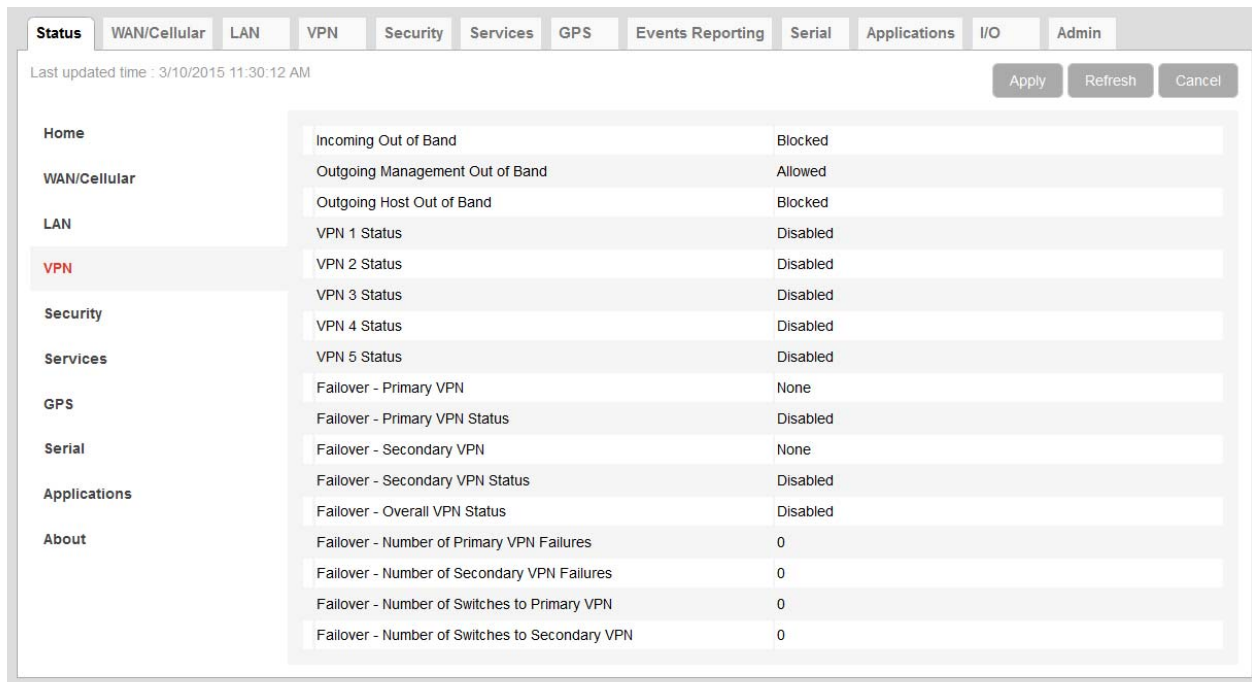 Status WAN/Cellular LAN VPN Security Services GPS Events Reporting Serial Applications I/O Admin
Last updated time : 3/10/2015 11:30:12 AM
Apply Refresh Cancel
Home
WAN/Cellular
LAN
VPN
Security
Services
GPS
Serial
Applications
About
Incoming Out of Band Blocked
Outgoing Management Out of Band Allowed
Outgoing Host Out of Band Blocked
VPN 1 Status Disabled
VPN 2 Status Disabled
VPN 3 Status Disabled
VPN 4 Status Disabled
VPN 5 Status Disabled
Failover - Primary VPN None
Failover - Primary VPN Status Disabled
Failover - Secondary VPN None
Failover - Secondary VPN Status Disabled
Failover - Overall VPN Status Disabled
Failover - Number of Primary VPN Failures 0
Failover - Number of Secondary VPN Failures 0
Failover - Number of Switches to Primary VPN 0
Failover - Number of Switches to Secondary VPN 0